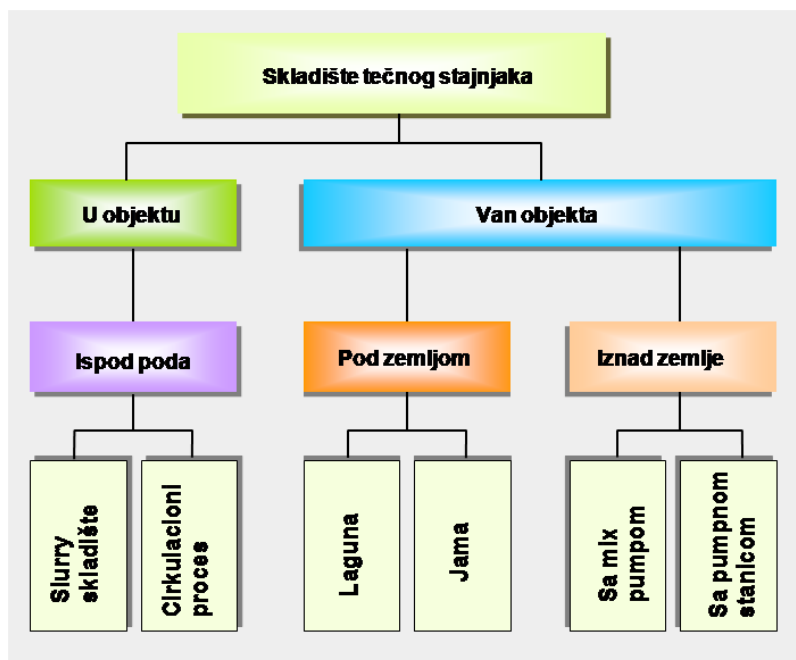 Skladište tečnog stajnjaka
U objektu
Van objekta
Ispod poda
Pod zemljom
Iznad zemlje
Slurry
skladište
Cirkulacioni
proces
Laguna
Jama
Sa mix
pumpom
Sa pumpnom
stanicom